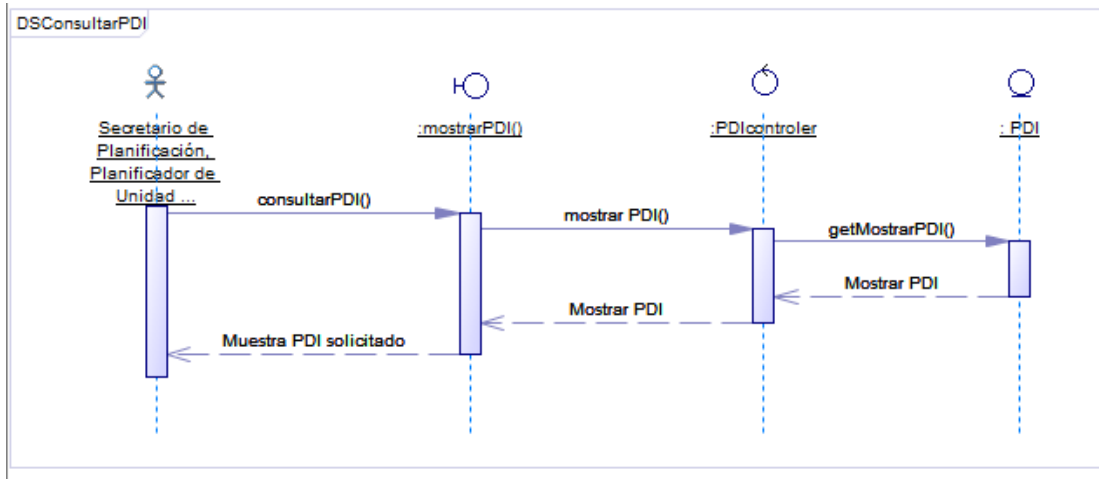 DSConsultarPDI
Secretario de
Planificación,
Planificador de
Unidad ...
:mostrarPDI()
:PDIcontroler
: PDI
consultarPDI()
mostrar PDI()
getMostrarPDI()
Mostrar PDI
Mostrar PDI
Muestra PDI solicitado